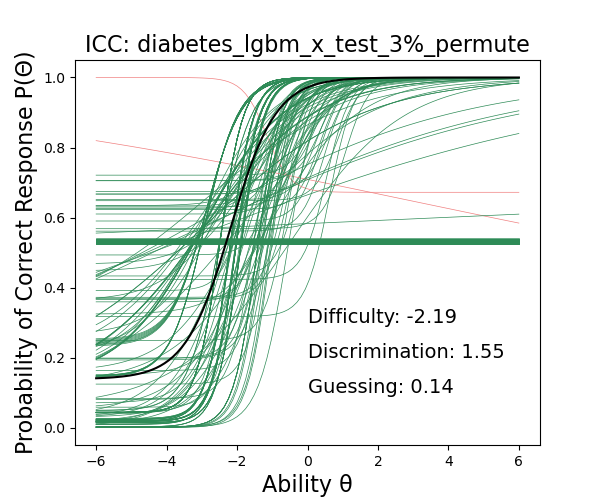 ICC: diabetes_lgbm_x_test_3%_permute
Probability of Correct Response P(Θ)
1.0
0.8
0.6
0.4
0.2
0.0
Difficulty: -2.19
Discrimination: 1.55
Guessing: 0.14
−6 −4 −2 0 2 4 6
Ability θ